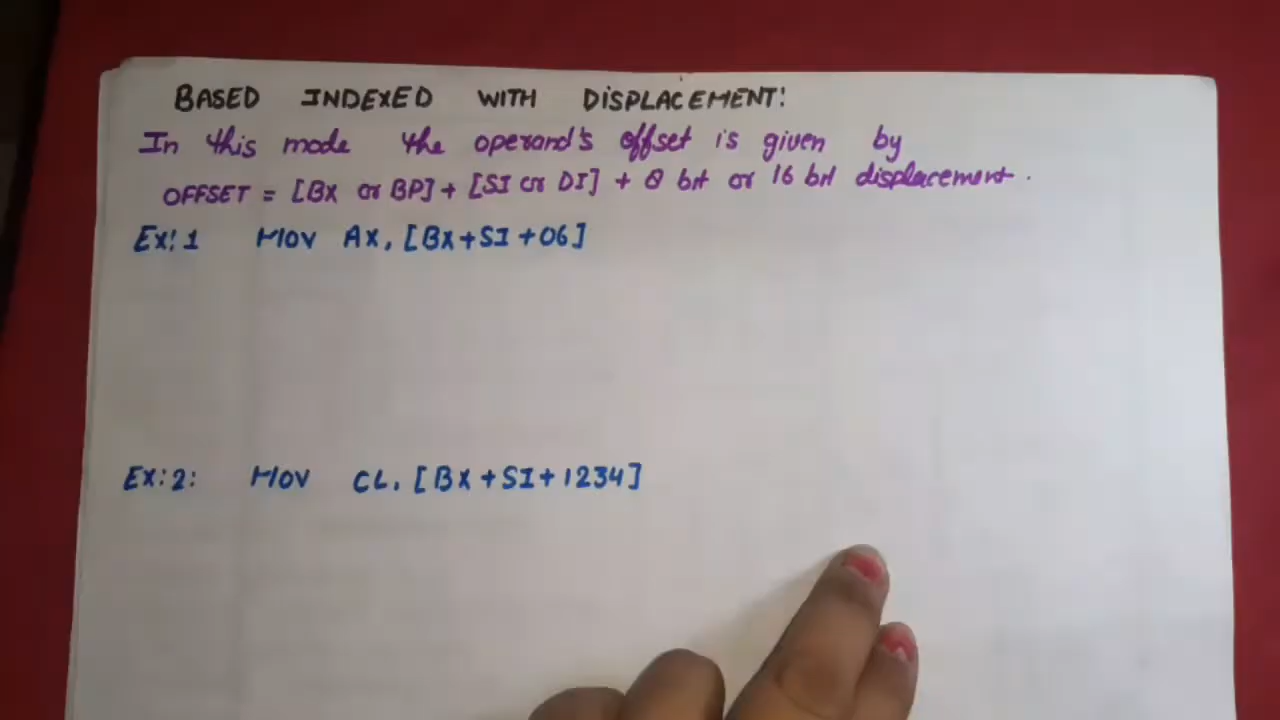 BASED INDEXED WITH DISPLACEMENT:
In this mode the operand's offset is given by
OFFSET = [BX or BP] + [SI or DI] + 8 bit or 16 bit displacement.
Ex: 1 MOV AX, [BX+SI+06]
Ex: 2: MOV CL, [BX+SI+1234]